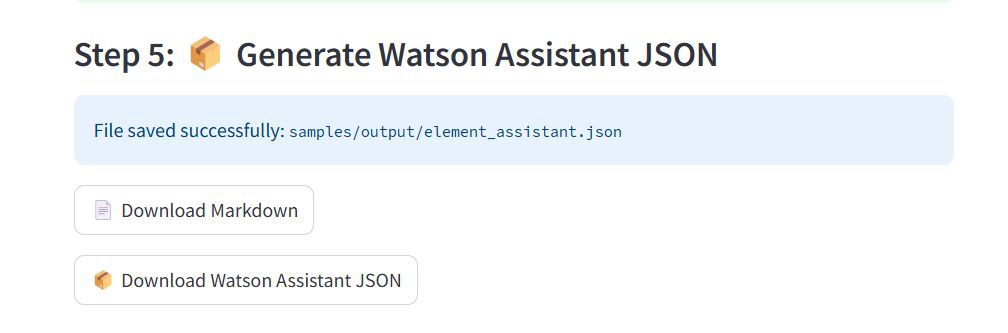 Step 5: 📦 Generate Watson Assistant JSON
File saved successfully: samples/output/element_assistant.json
Download Markdown
Download Watson Assistant JSON